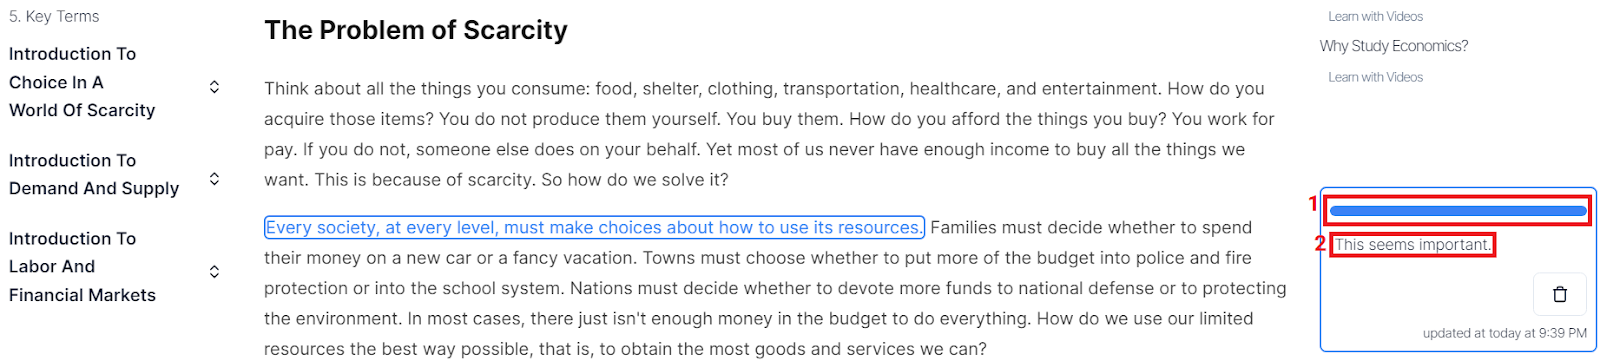 5. Key Terms
Introduction To
Choice In A
World Of Scarcity
Introduction To
Demand And Supply
Introduction To
Labor And
Financial Markets
The Problem of Scarcity
Think about all the things you consume: food, shelter, clothing, transportation, healthcare, and entertainment. How do you
acquire those items? You do not produce them yourself. You buy them. How do you afford the things you buy? You work for
pay. If you do not, someone else does on your behalf. Yet most of us never have enough income to buy all the things we
want. This is because of scarcity. So how do we solve it?
Every society, at every level, must make choices about how to use its resources. Families must decide whether to spend
their money on a new car or a fancy vacation. Towns must choose whether to put more of the budget into police and fire
protection or into the school system. Nations must decide whether to devote more funds to national defense or to protecting
the environment. In most cases, there just isn't enough money in the budget to do everything. How do we use our limited
resources the best way possible, that is, to obtain the most goods and services we can?
Learn with Videos
Why Study Economics?
Learn with Videos
1
2 This seems important.
updated at today at 9:39 PM